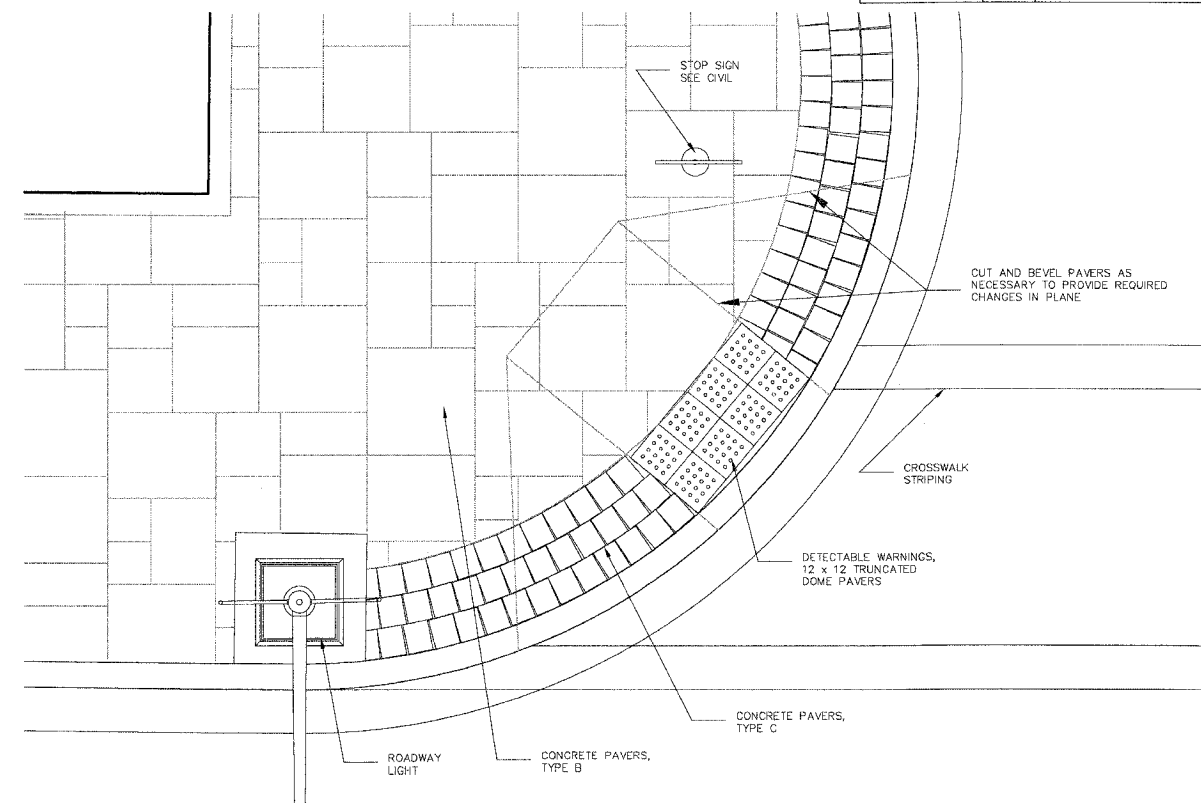 STOP SIGN
SEE CIVIL
CUT AND BEVEL PAVERS AS
NECESSARY TO PROVIDE REQUIRED
CHANGES IN PLANE
CROSSWALK
STRIPING
DETECTABLE WARNINGS,
12 x 12 TRUNCATED
DOME PAVERS
CONCRETE PAVERS,
TYPE C
CONCRETE PAVERS,
TYPE B
ROADWAY
LIGHT